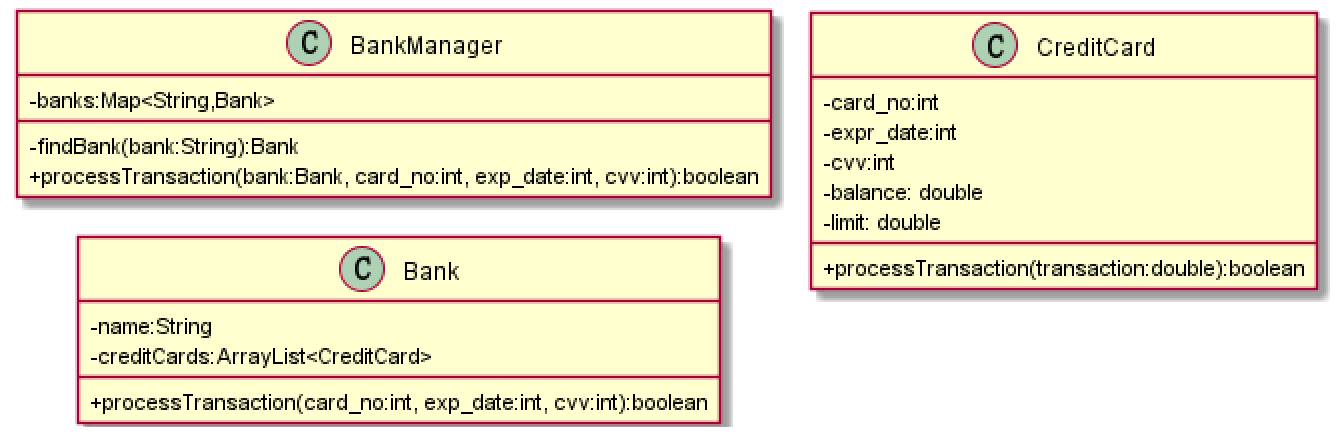 C BankManager
-banks:Map<String,Bank>
-findBank(bank:String):Bank
+processTransaction(bank:Bank, card_no:int, exp_date:int, cvv:int):boolean
C CreditCard
-card_no:int
-expr_date:int
-cvv:int
-balance: double
-limit: double
+processTransaction(transaction:double):boolean
C Bank
-name:String
-creditCards:ArrayList<CreditCard>
+processTransaction(card_no:int, exp_date:int, cvv:int):boolean